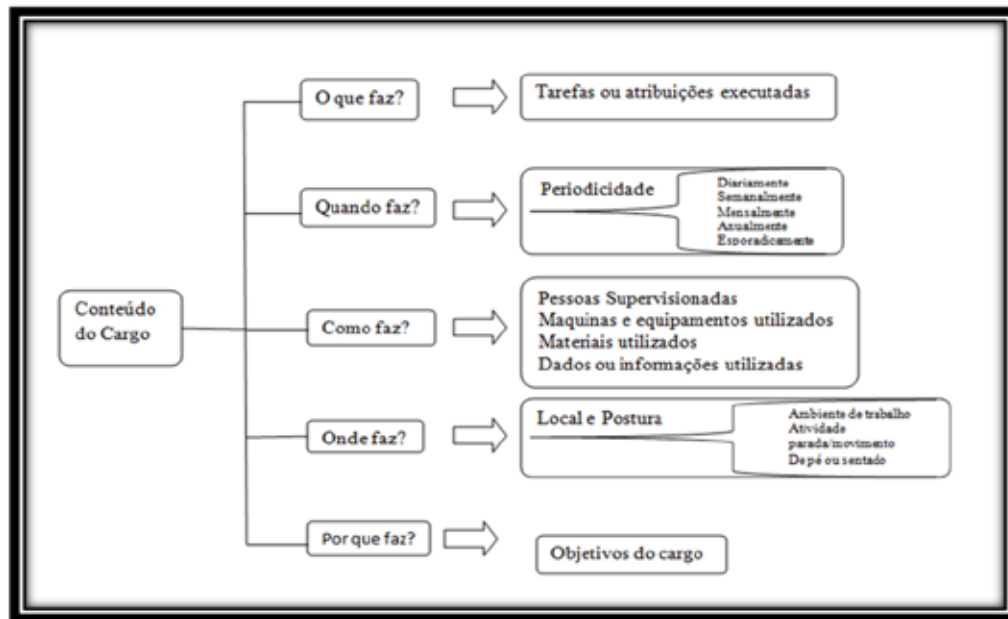 O que faz?
Tarefas ou atribuições executadas
Quando faz?
Periodicidade
Diariamente
Semanalmente
Mensalmente
Anualmente
Esporadicamente
Conteúdo
do Cargo
Como faz?
Pessoas Supervisionadas
Maquinas e equipamentos utilizados
Materiais utilizados
Dados ou informações utilizadas
Onde faz?
Local e Postura
Ambiente de trabalho
Atividade
parada/movimento
De pé ou sentado
Por que faz?
Objetivos do cargo